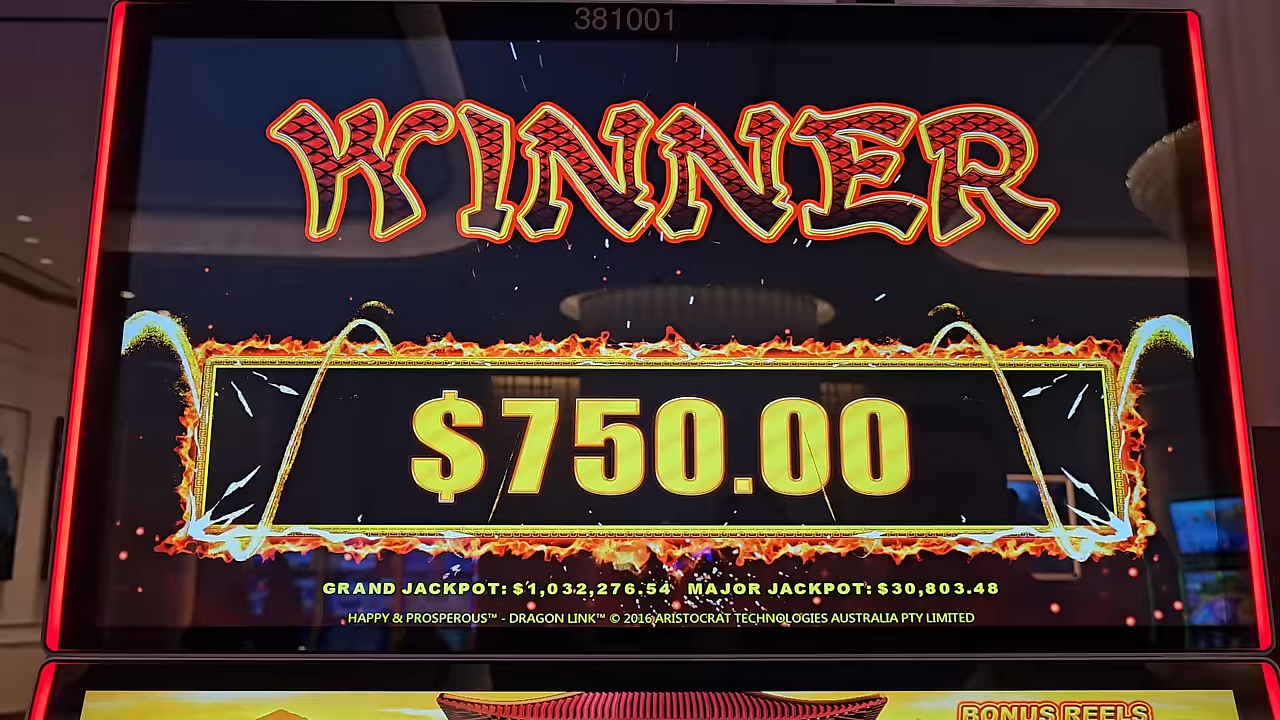 381001
WINNER
$750.00
GRAND JACKPOT: $1,032,276.54 MAJOR JACKPOT: $30,803.48
HAPPY & PROSPEROUS™ - DRAGON LINK™ © 2016 ARISTOCRAT TECHNOLOGIES AUSTRALIA PTY LIMITED
BONUS REELS